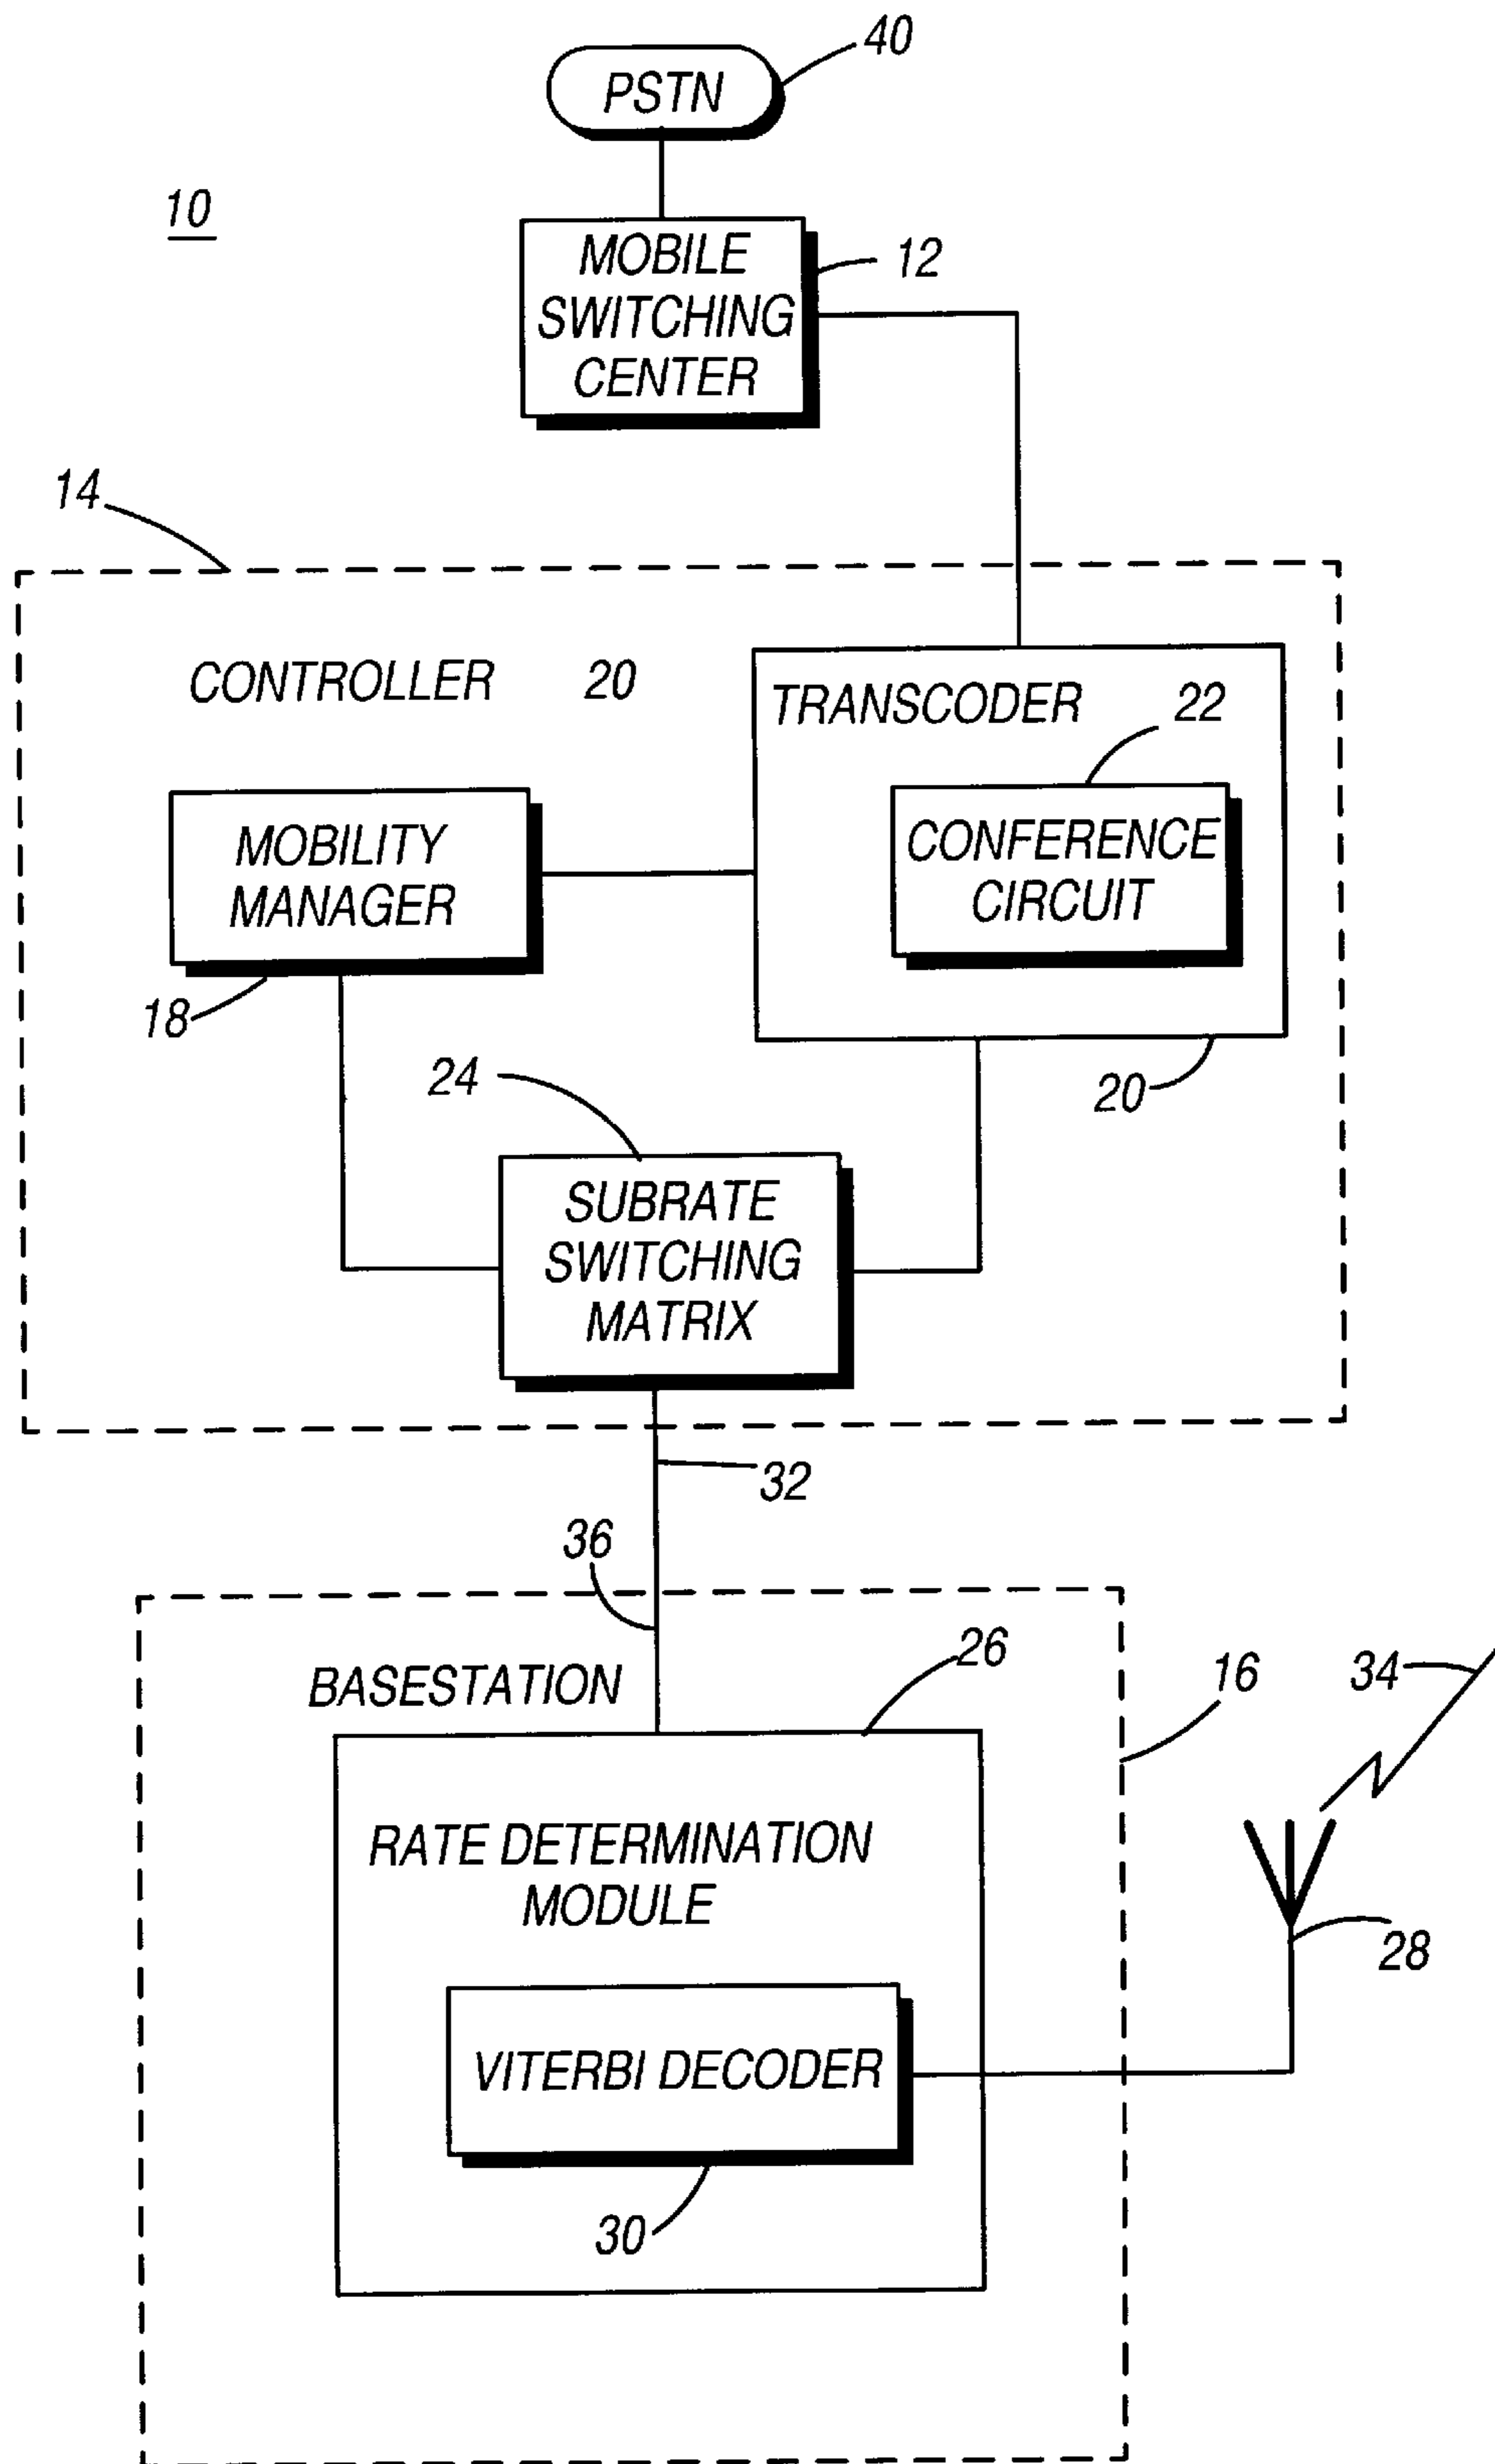 40
PSTN
10
MOBILE
SWITCHING
CENTER
12
14
CONTROLLER 20
TRANSCODER
22
CONFERENCE
CIRCUIT
MOBILITY
MANAGER
18
20
24
SUBRATE
SWITCHING
MATRIX
32
36
BASESTATION
26
16
34
RATE DETERMINATION
MODULE
28
VITERBI DECODER
30